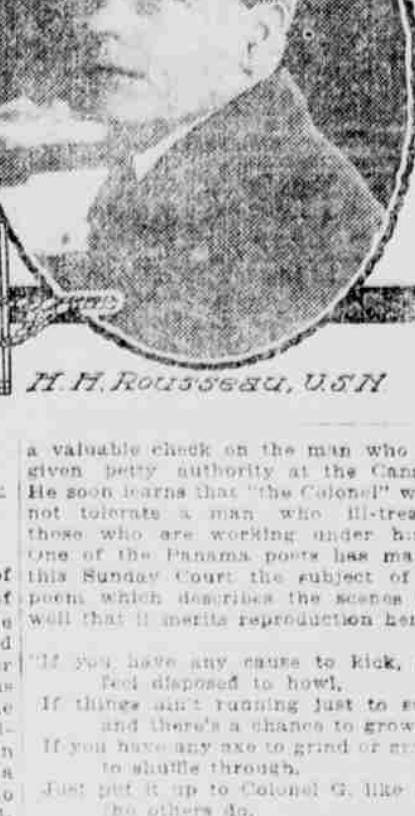 H. H. Rousseau, USN
a valuable check on the man who
given petty authority at the Cana
He soon learns that "the Colonel" w
not tolerate a man who ill-trea
those who are working under hi
One of the Panama poets has ma
this Sunday Court the subject of
poem which describes the scenes
well that it merits reproduction her
"If you have any cause to kick,
feel disposed to howl,
If things ain't running just to s
and there's a chance to grow
If you have any axe to grind or
to shuffle through,
Just put it up to Colonel G. like
the others do.